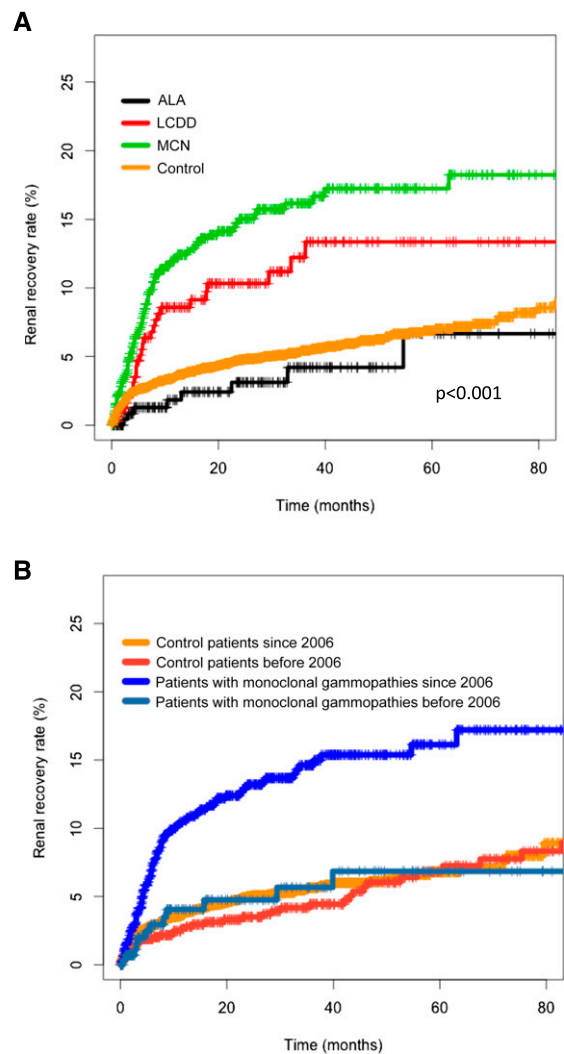 A
Renal recovery rate (%)
25
20
15
10
5
0
ALA
LCDD
MCN
Control
p<0.001
0 20 40 60 80
Time (months)
B
Renal recovery rate (%)
25
20
15
10
5
0
Control patients since 2006
Control patients before 2006
Patients with monoclonal gammopathies since 2006
Patients with monoclonal gammopathies before 2006
0 20 40 60 80
Time (months)